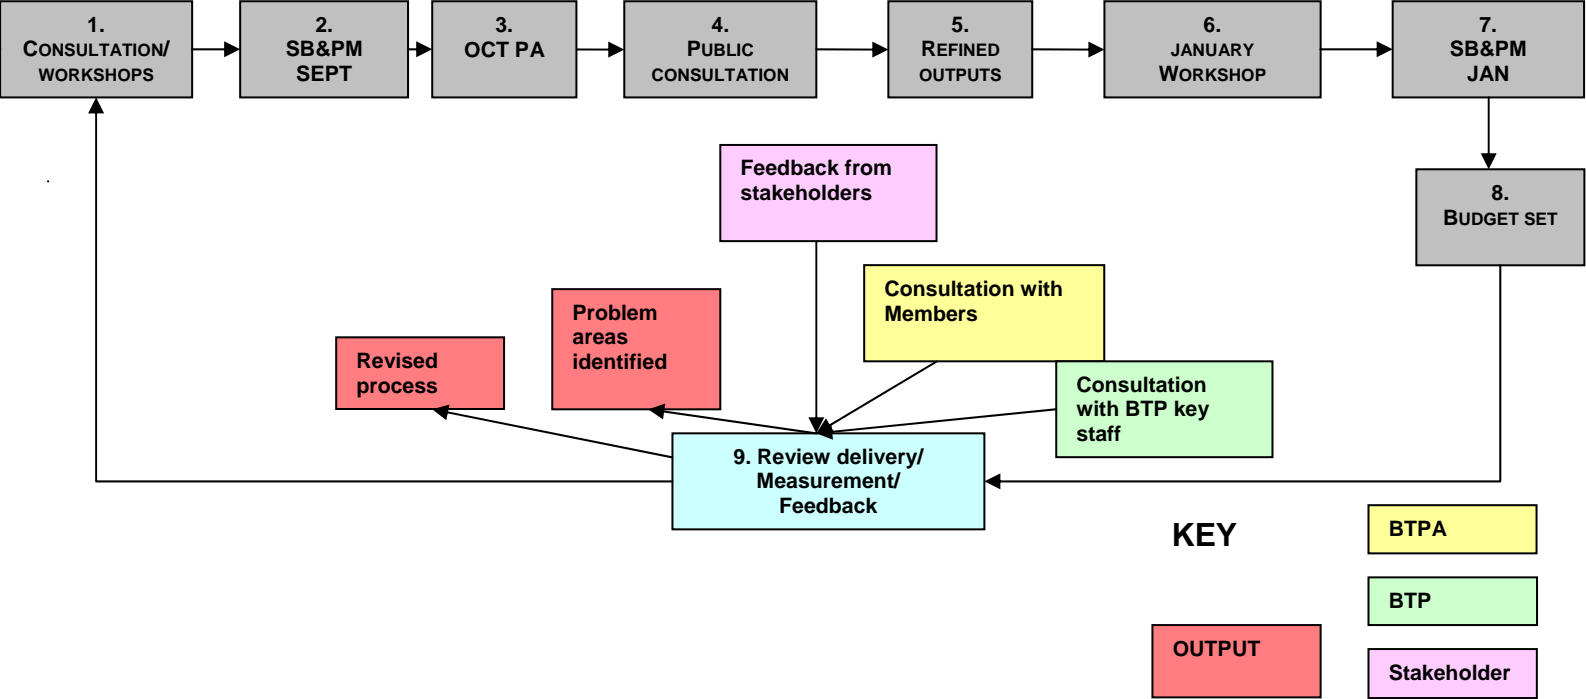 1.
CONSULTATION/
WORKSHOPS
2.
SB&PM
SEPT
3.
OCT PA
4.
PUBLIC
CONSULTATION
5.
REFINED
OUTPUTS
6.
JANUARY
WORKSHOP
7.
SB&PM
JAN
8.
BUDGET SET
Feedback from
stakeholders
Consultation with
Members
Problem
areas
identified
Revised
process
Consultation
with BTP key
staff
9. Review delivery/
Measurement/
Feedback
KEY
BTPA
BTP
OUTPUT
Stakeholder